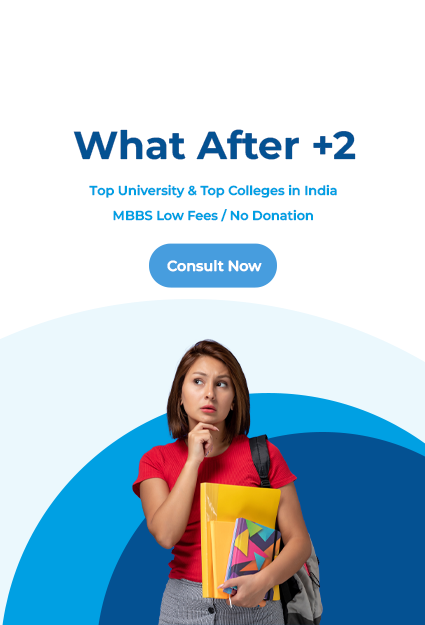 What After +2
Top University & Top Colleges in India
MBBS Low Fees / No Donation
Consult Now